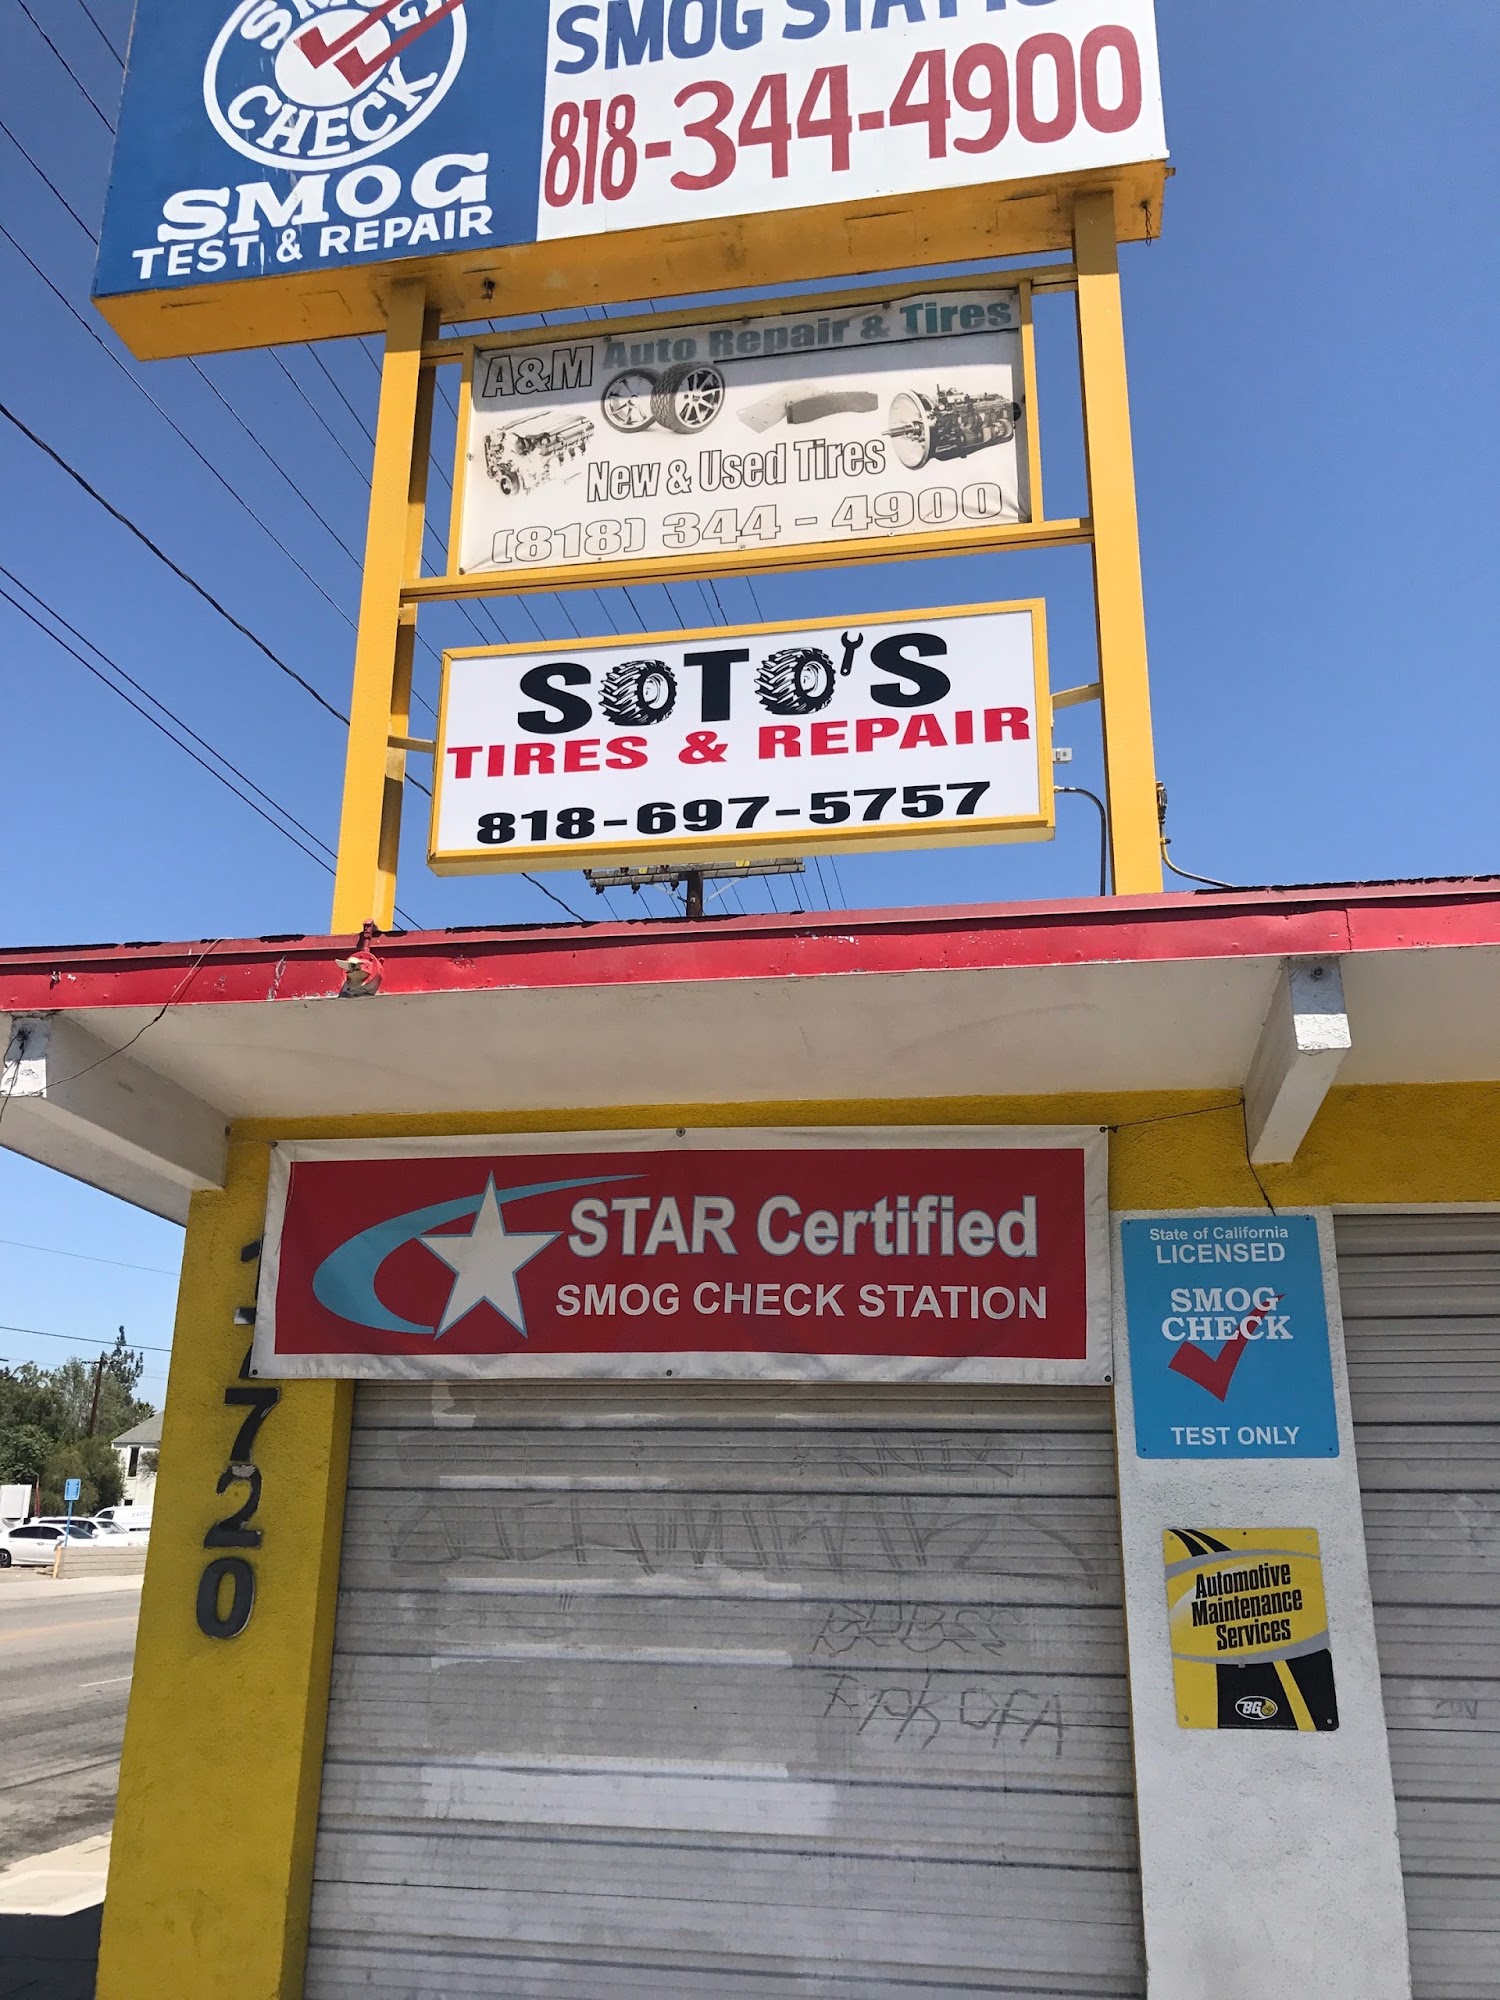 SMOG
CHECK
SMOG
TEST & REPAIR
SMOG STATIO
818-344-4900
A&M Auto Repair & Tires
New & Used Tires
(818) 344 - 4900
SOTO'S
TIRES & REPAIR
818-697-5757
STAR Certified
SMOG CHECK STATION
State of California
LICENSED
SMOG
CHECK
TEST ONLY
Automotive
Maintenance
Services
BG
720